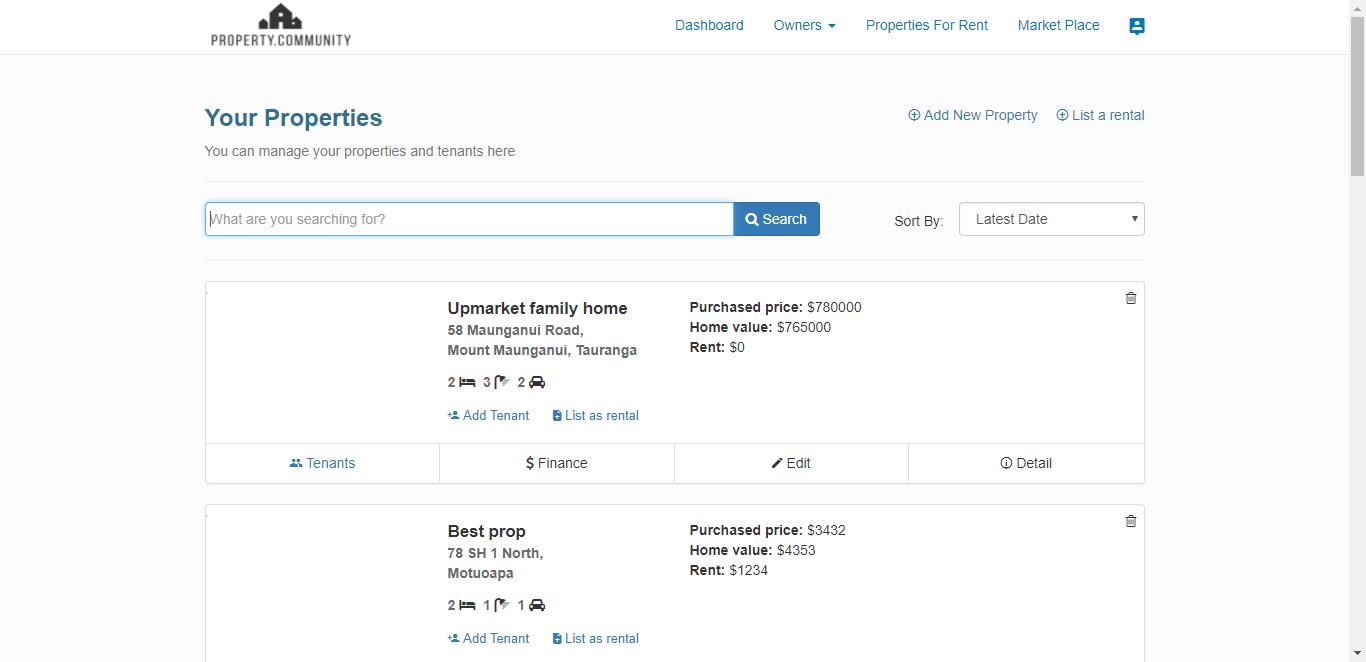 PROPERTY.COMMUNITY
Dashboard Owners Properties For Rent Market Place
Your Properties
Add New Property List a rental
You can manage your properties and tenants here
What are you searching for? Search Sort By: Latest Date
Upmarket family home
58 Maunganui Road,
Mount Maunganui, Tauranga
2 3 2
Add Tenant List as rental
Purchased price: $780000
Home value: $765000
Rent: $0
Tenants $ Finance Edit Detail
Best prop
78 SH 1 North,
Motuoapa
2 1 1
Add Tenant List as rental
Purchased price: $3432
Home value: $4353
Rent: $1234